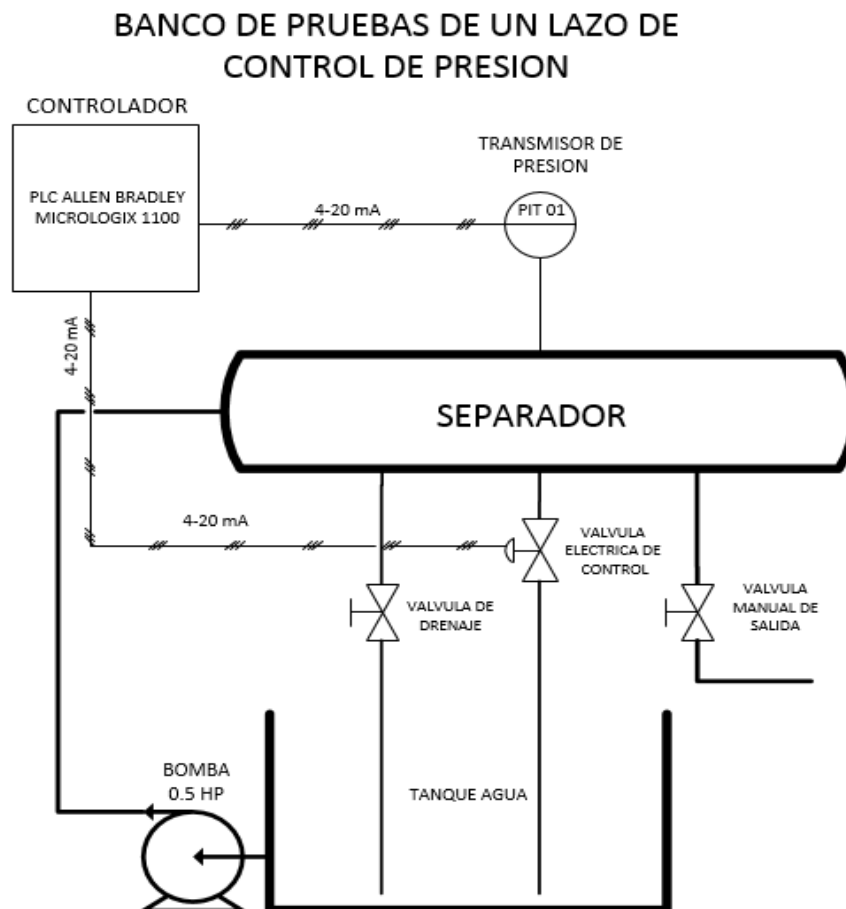 BANCO DE PRUEBAS DE UN LAZO DE
CONTROL DE PRESION
CONTROLADOR
PLC ALLEN BRADLEY
MICROLOGIX 1100
4-20 mA
TRANSMISOR DE
PRESION
PIT 01
4-20 mA
SEPARADOR
4-20 mA
VALVULA
ELECTRICA DE
CONTROL
VALVULA DE
DRENAJE
VALVULA
MANUAL DE
SALIDA
BOMBA
0.5 HP
TANQUE AGUA